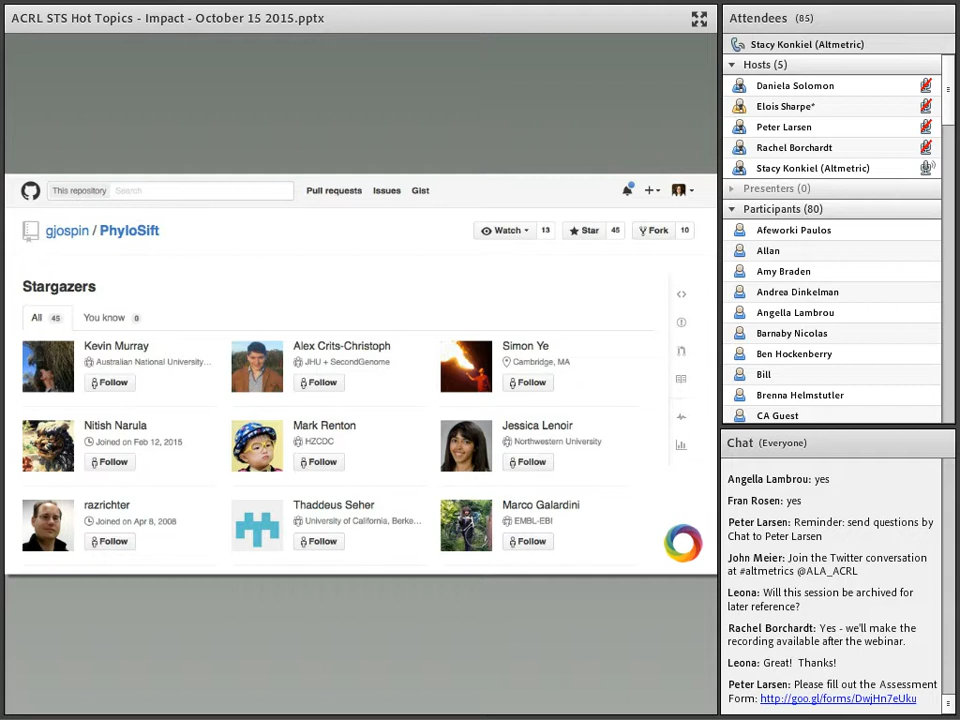 ACRL STS Hot Topics - Impact - October 15 2015.pptx
This repository Search Pull requests Issues Gist
gjospin / PhyloSift Watch 13 Star 45 Fork 10
Stargazers
All 45 You know 0
Kevin Murray
Australian National University...
Follow
Alex Crits-Christoph
JHU + SecondGenome
Follow
Simon Ye
Cambridge, MA
Follow
Nitish Narula
Joined on Feb 12, 2015
Follow
Mark Renton
HZCDC
Follow
Jessica Lenoir
Northwestern University
Follow
razrichter
Joined on Apr 8, 2008
Follow
Thaddeus Seher
University of California, Berke...
Follow
Marco Galardini
EMBL-EBI
Follow
Attendees (85)
Stacy Konkiel (Altmetric)
Hosts (5)
Daniela Solomon
Elois Sharpe*
Peter Larsen
Rachel Borchardt
Stacy Konkiel (Altmetric)
Presenters (0)
Participants (80)
Afeworki Paulos
Allan
Amy Braden
Andrea Dinkelman
Angella Lambrou
Barnaby Nicolas
Ben Hockenberry
Bill
Brenna Helmstutler
CA Guest
Chat (Everyone)
Angella Lambrou: yes
Fran Rosen: yes
Peter Larsen: Reminder: send questions by
Chat to Peter Larsen
John Meier: Join the Twitter conversation
at #altmetrics @ALA_ACRL
Leona: Will this session be archived for
later reference?
Rachel Borchardt: Yes - we'll make the
recording available after the webinar.
Leona: Great! Thanks!
Peter Larsen: Please fill out the Assessment
Form: http://goo.gl/forms/DwjHn7eUku